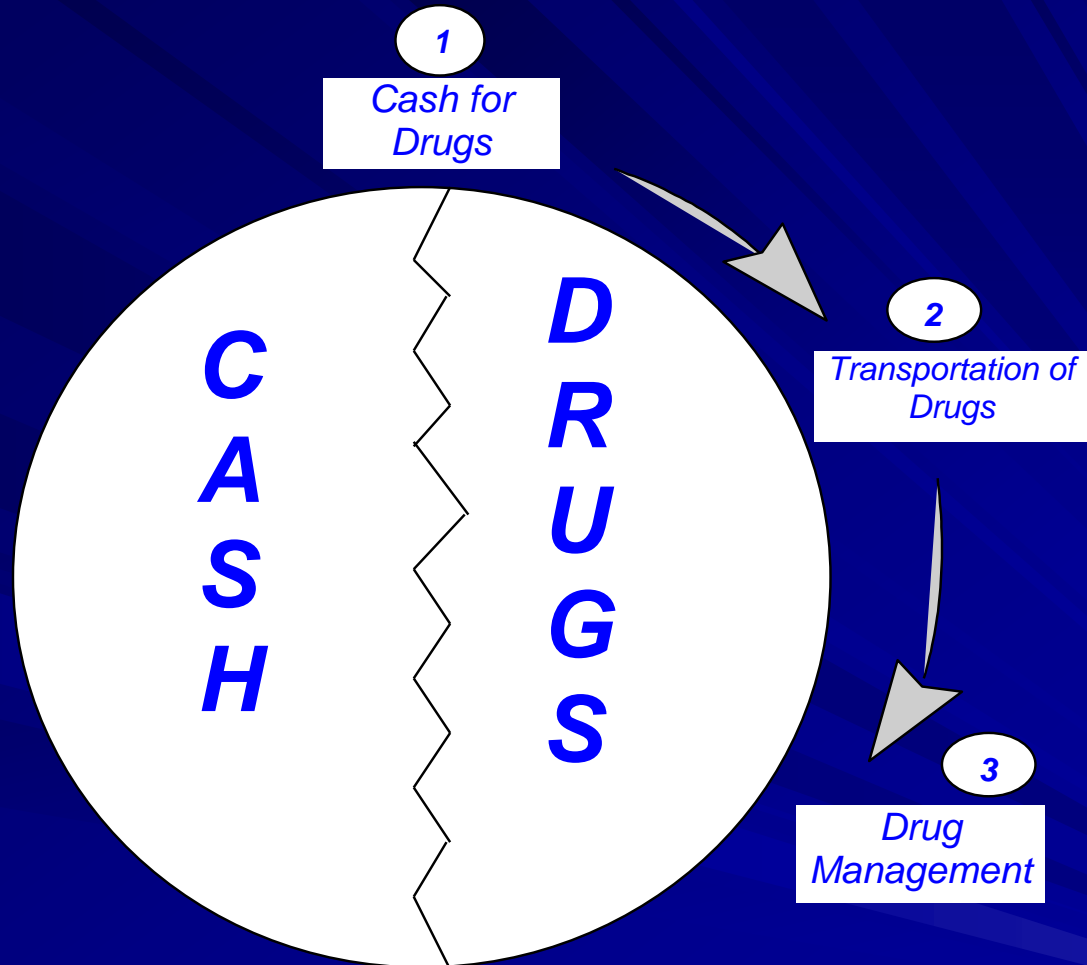 1
Cash for
Drugs
C
A
S
H
D
R
U
G
S
2
Transportation of
Drugs
3
Drug
Management